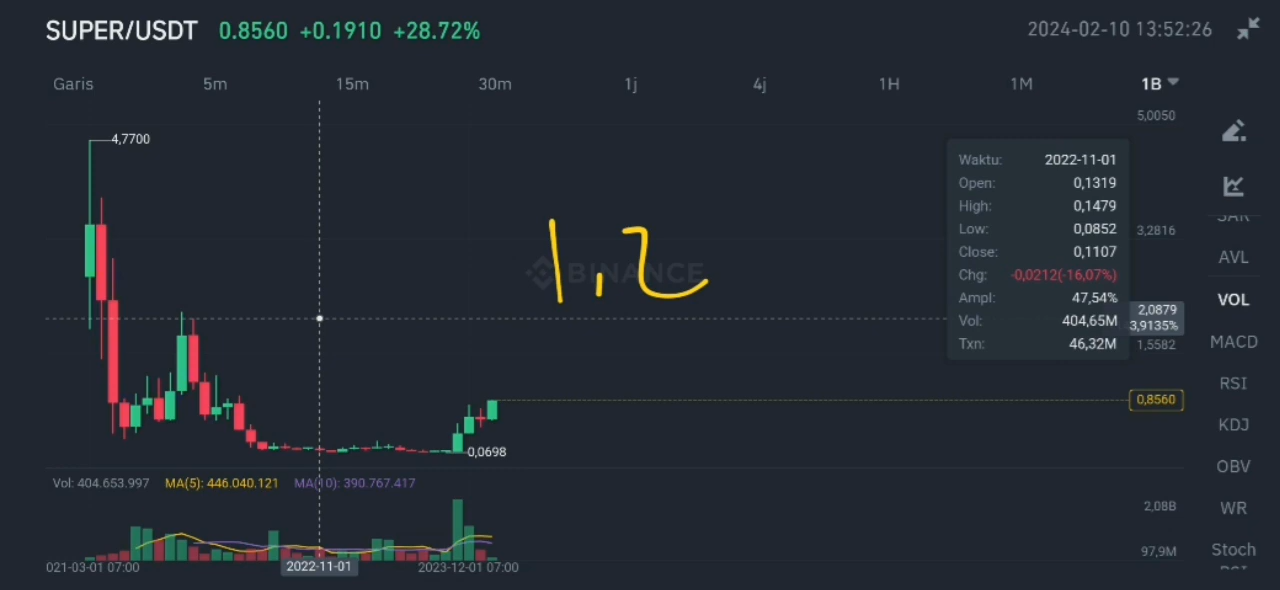 SUPER/USDT 0.8560 +0.1910 +28.72% 2024-02-10 13:52:26
Garis 5m 15m 30m 1j 4j 1H 1M 1B
5,0050
4,7700
Waktu: 2022-11-01
Open: 0,1319
High: 0,1479
Low: 0,0852
Close: 0,1107
Chg: -0,0212(-16,07%)
Ampl: 47,54%
Vol: 404,65M
Txn: 46,32M
3,2816
1.2
BINANCE
2,0879
3,9135%
1,5582
0,8560
0,0698
SAR
AVL
VOL
MACD
RSI
KDJ
OBV
WR
Stoch
RSI
Vol: 404.653.997 MA(5): 446.040.121 MA(10): 390.767.417
2,08B
97,9M
021-03-01 07:00 2022-11-01 2023-12-01 07:00